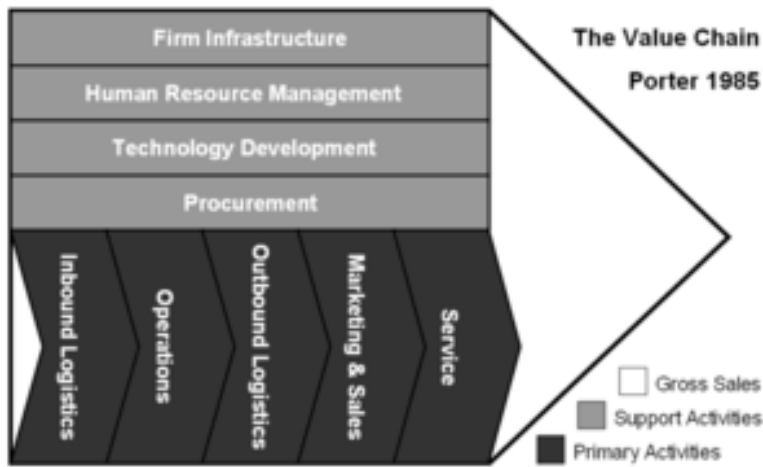 The Value Chain
Porter 1985
Firm Infrastructure
Human Resource Management
Technology Development
Procurement
Inbound Logistics
Operations
Outbound Logistics
Marketing & Sales
Service
Gross Sales
Support Activities
Primary Activities